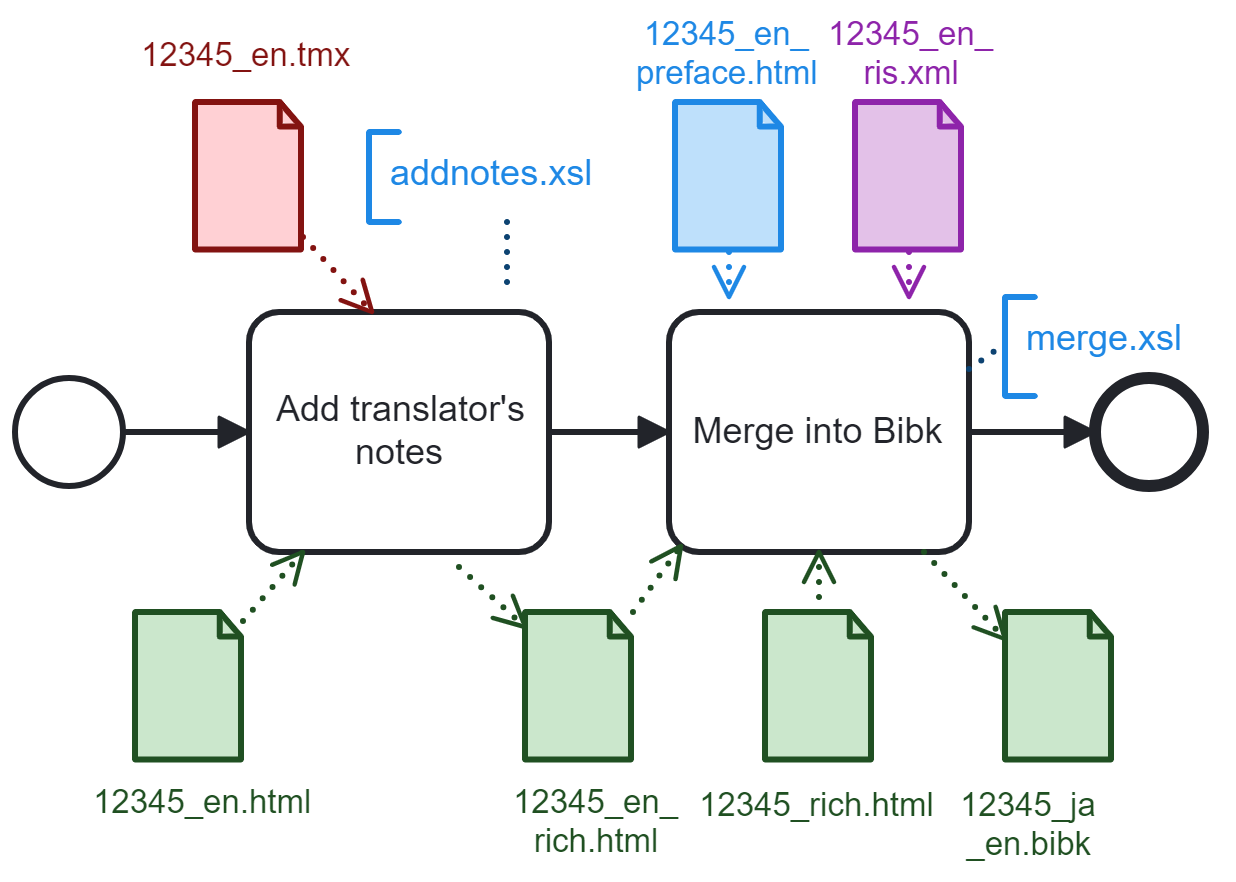 12345_en.tmx
12345_en_
preface.html
12345_en_
ris.xml
addnotes.xsl
merge.xsl
Add translator's
notes
Merge into Bibk
12345_en.html
12345_en_
rich.html
12345_rich.html
12345_ja
_en.bibk